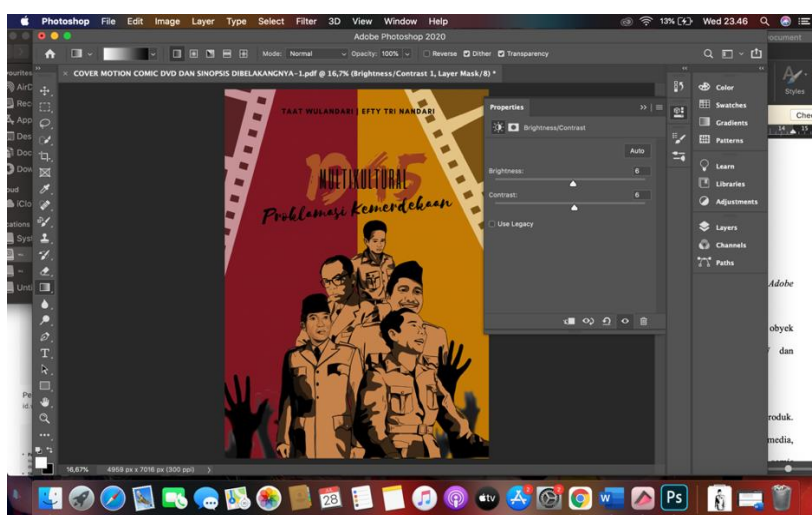 Photoshop File Edit Image Layer Type Select Filter 3D View Window Help 13% Wed 23.46
Adobe Photoshop 2020
Mode: Normal Opacity: 100% Reverse Dither Transparency
× COVER MOTION COMIC DVD DAN SINOPSIS DIBELAKANGNYA-1.pdf @ 16,7% (Brightness/Contrast 1, Layer Mask/8) *
TAAT WULANDARI | EFTY TRI NANDARI
1945
MULTIKULTURAL
Proklamasi Kemerdekaan
Properties
Brightness/Contrast
Auto
Brightness: 6
Contrast: 6
Use Legacy
Color
Swatches
Gradients
Patterns
Learn
Libraries
Adjustments
Layers
Channels
Paths
Styles
14 15
Adobe
obyek
dan
roduk.
media,
16,67% 4959 px x 7016 px (300 ppi)
28
tv
W
Ps